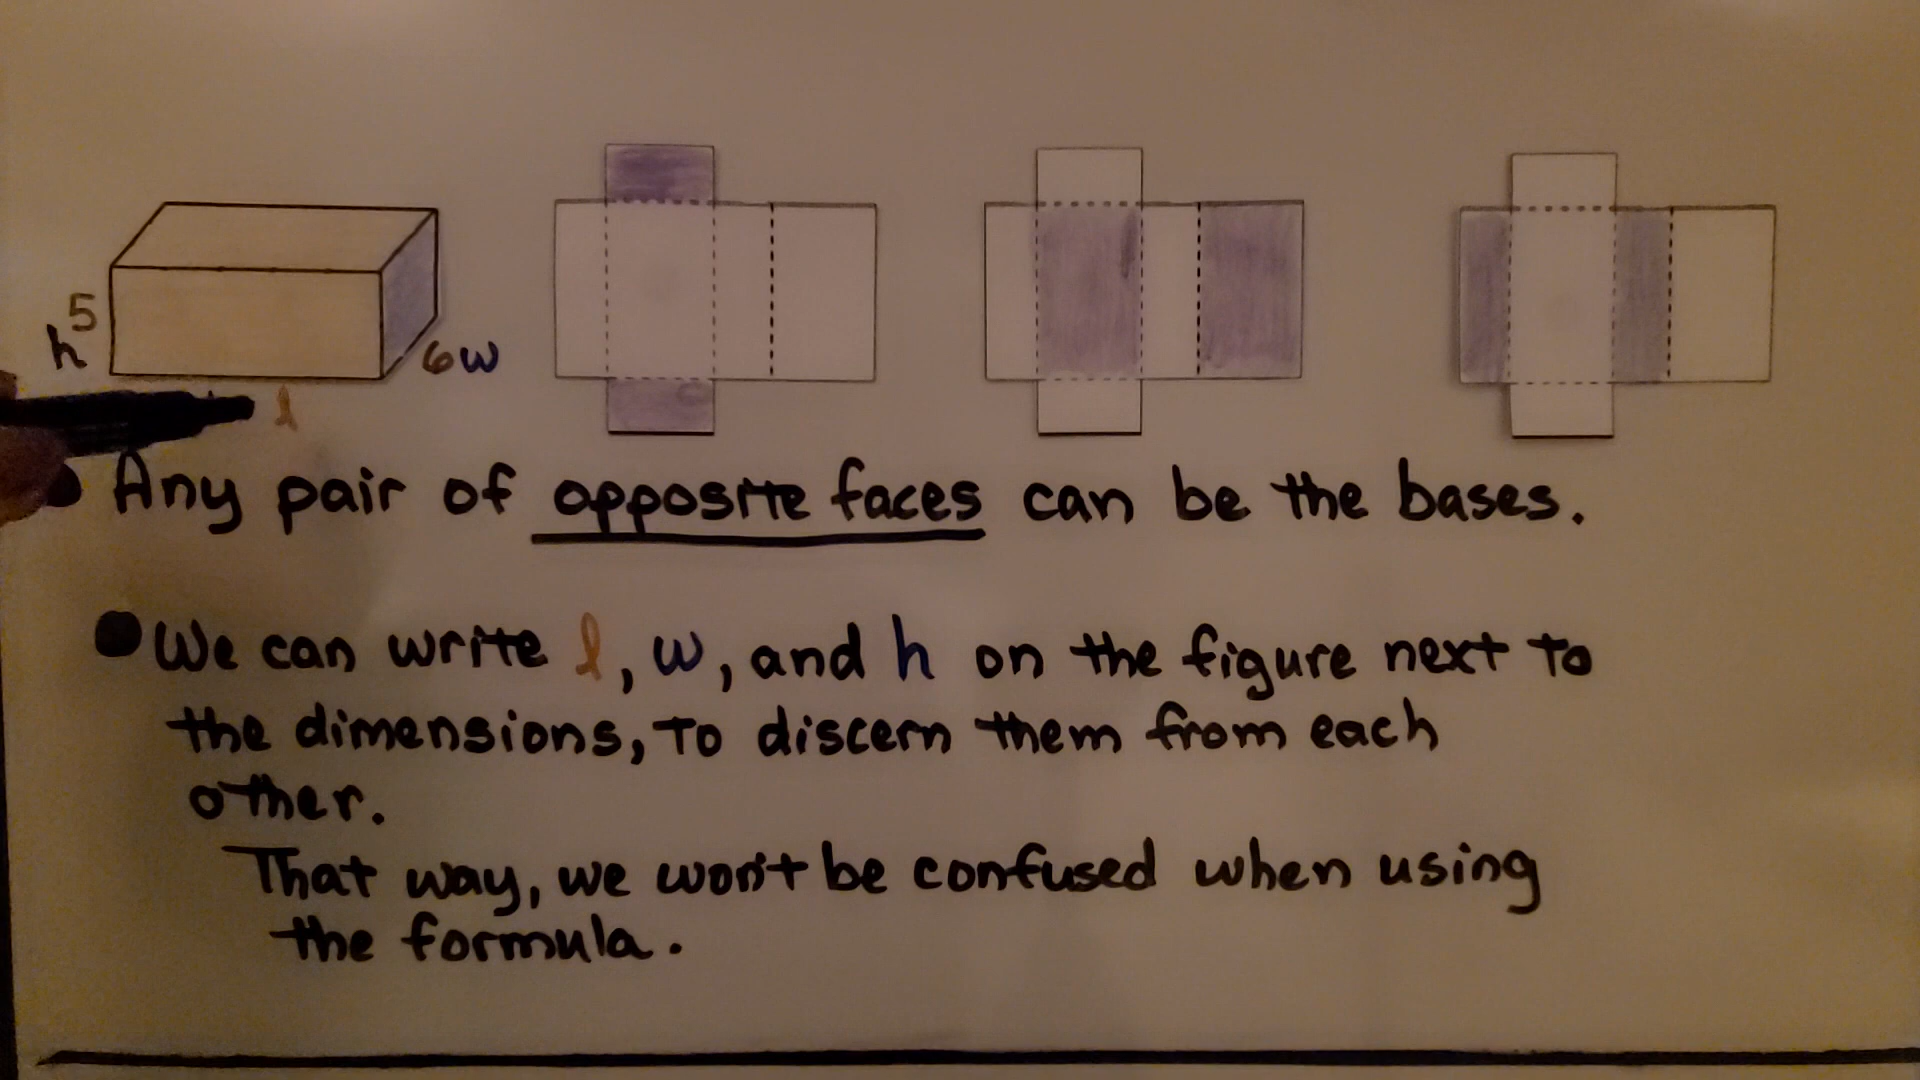 5
h
6w
l
Any pair of opposite faces can be the bases.
We can write l, w, and h on the figure next to
the dimensions, to discern them from each
other.
That way, we won't be confused when using
the formula.